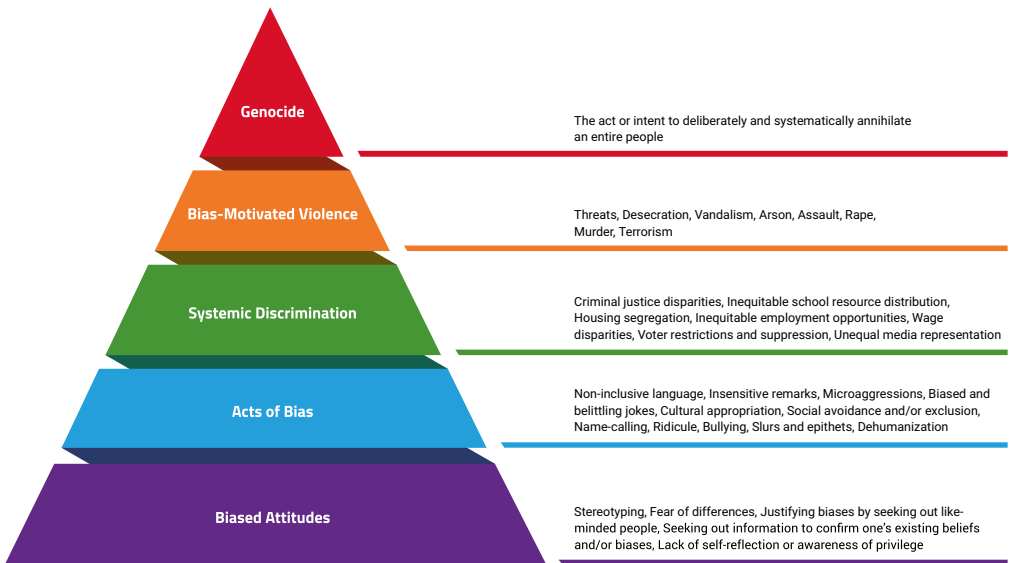 Genocide
The act or intent to deliberately and systematically annihilate
an entire people
Bias-Motivated Violence
Threats, Desecration, Vandalism, Arson, Assault, Rape,
Murder, Terrorism
Systemic Discrimination
Criminal justice disparities, Inequitable school resource distribution,
Housing segregation, Inequitable employment opportunities, Wage
disparities, Voter restrictions and suppression, Unequal media representation
Acts of Bias
Non-inclusive language, Insensitive remarks, Microaggressions, Biased and
belittling jokes, Cultural appropriation, Social avoidance and/or exclusion,
Name-calling, Ridicule, Bullying, Slurs and epithets, Dehumanization
Biased Attitudes
Stereotyping, Fear of differences, Justifying biases by seeking out like-
minded people, Seeking out information to confirm one’s existing beliefs
and/or biases, Lack of self-reflection or awareness of privilege